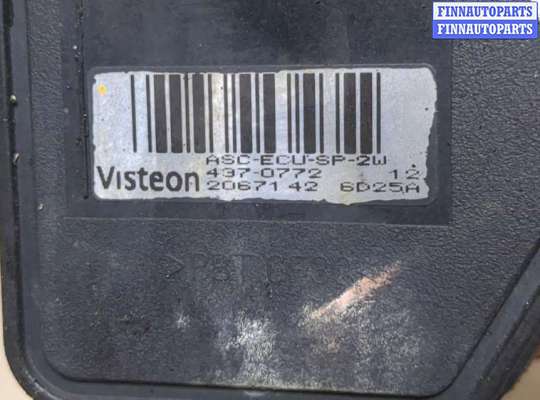 FINNAUTOPARTS
FINNAUTOPARTS
ASC-ECU-SP-2W
Visteon 437-0772 12
2067142 6D25A